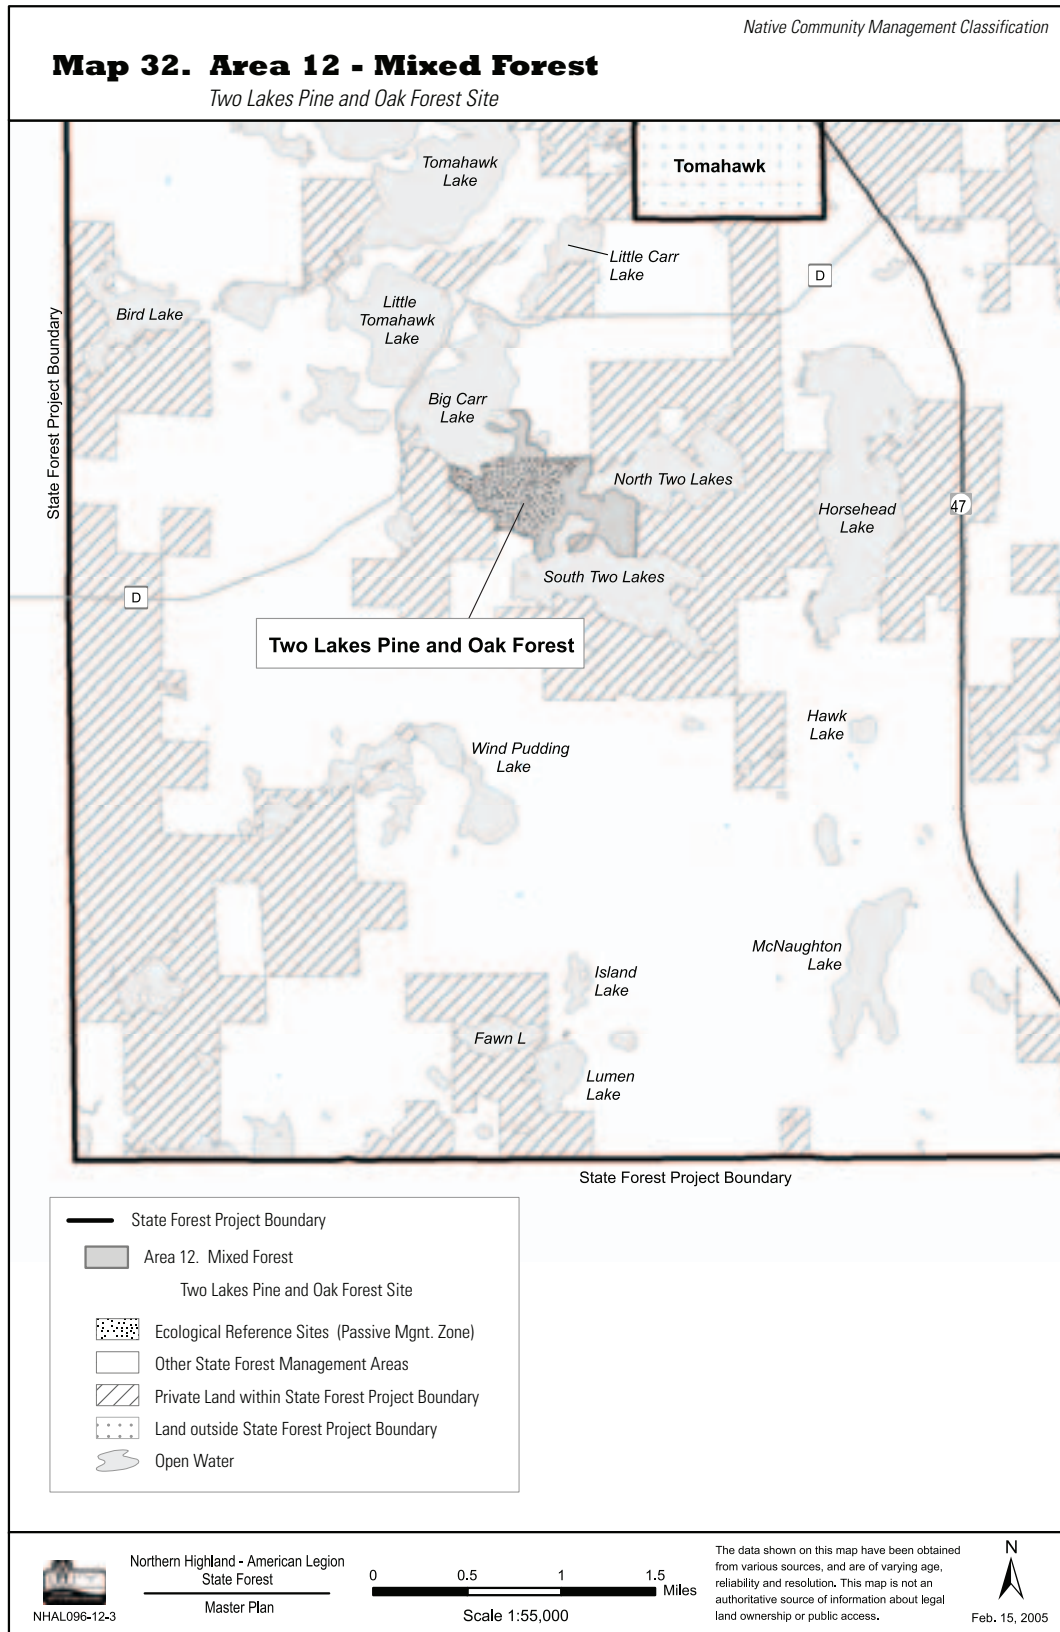 Native Community Management Classification
Map 32. Area 12 - Mixed Forest
Two Lakes Pine and Oak Forest Site
Tomahawk
Lake
Tomahawk
Little Carr
Lake
D
Bird Lake
Little
Tomahawk
Lake
State Forest Project Boundary
Big Carr
Lake
North Two Lakes
Horsehead
Lake
47
South Two Lakes
D
Two Lakes Pine and Oak Forest
Hawk
Lake
Wind Pudding
Lake
McNaughton
Lake
Island
Lake
Fawn L
Lumen
Lake
State Forest Project Boundary
State Forest Project Boundary
Area 12. Mixed Forest
Two Lakes Pine and Oak Forest Site
Ecological Reference Sites (Passive Mgnt. Zone)
Other State Forest Management Areas
Private Land within State Forest Project Boundary
Land outside State Forest Project Boundary
Open Water
NHAL096-12-3
Northern Highland - American Legion
State Forest
Master Plan
0 0.5 1 1.5
Miles
Scale 1:55,000
The data shown on this map have been obtained
from various sources, and are of varying age,
reliability and resolution. This map is not an
authoritative source of information about legal
land ownership or public access.
N
Feb. 15, 2005